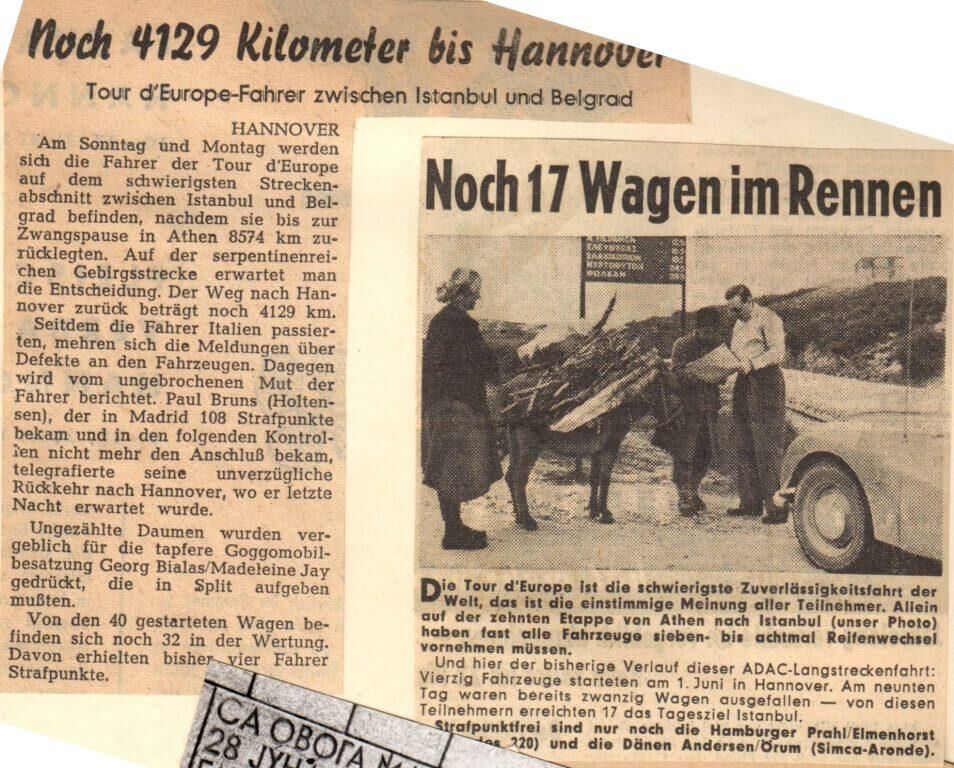 Noch 4129 Kilometer bis Hannover
Tour d'Europe-Fahrer zwischen Istanbul und Belgrad
HANNOVER
Am Sonntag und Montag werden
sich die Fahrer der Tour d'Europe
auf dem schwierigsten Strecken-
abschnitt zwischen Istanbul und Bel-
grad befinden, nachdem sie bis zur
Zwangspause in Athen 8574 km zu-
rücklegten. Auf der serpentinenrei-
chen Gebirgsstrecke erwartet man
die Entscheidung. Der Weg nach Han-
nover zurück beträgt noch 4129 km.
Seitdem die Fahrer Italien passier-
ten, mehren sich die Meldungen über
Defekte an den Fahrzeugen. Dagegen
wird vom ungebrochenen Mut der
Fahrer berichtet. Paul Bruns (Holten-
sen), der in Madrid 108 Strafpunkte
bekam und in den folgenden Kontrol-
len nicht mehr den Anschluß bekam,
telegrafierte seine unverzügliche
Rückkehr nach Hannover, wo er letzte
Nacht erwartet wurde.
Ungezählte Daumen wurden ver-
geblich für die tapfere Goggomobil-
besatzung Georg Bialas/Madeleine Jay
gedrückt, die in Split aufgeben
mußten.
Von den 40 gestarteten Wagen be-
finden sich noch 32 in der Wertung.
Davon erhielten bisher vier Fahrer
Strafpunkte.
Noch 17 Wagen im Rennen
Die Tour d'Europe ist die schwierigste Zuverlässigkeitsfahrt der
Welt, das ist die einstimmige Meinung aller Teilnehmer. Allein
auf der zehnten Etappe von Athen nach Istanbul (unser Photo)
haben fast alle Fahrzeuge sieben- bis achtmal Reifenwechsel
vornehmen müssen.
Und hier der bisherige Verlauf dieser ADAC-Langstreckenfahrt:
Vierzig Fahrzeuge starteten am 1. Juni in Hannover. Am neunten
Tag waren bereits zwanzig Wagen ausgefallen — von diesen
Teilnehmern erreichten 17 das Tagesziel Istanbul.
Strafpunktfrei sind nur noch die Hamburger Prahl/Elmenhorst
220) und die Dänen Andersen/Örum (Simca-Aronde).
СА ОВОГА
28